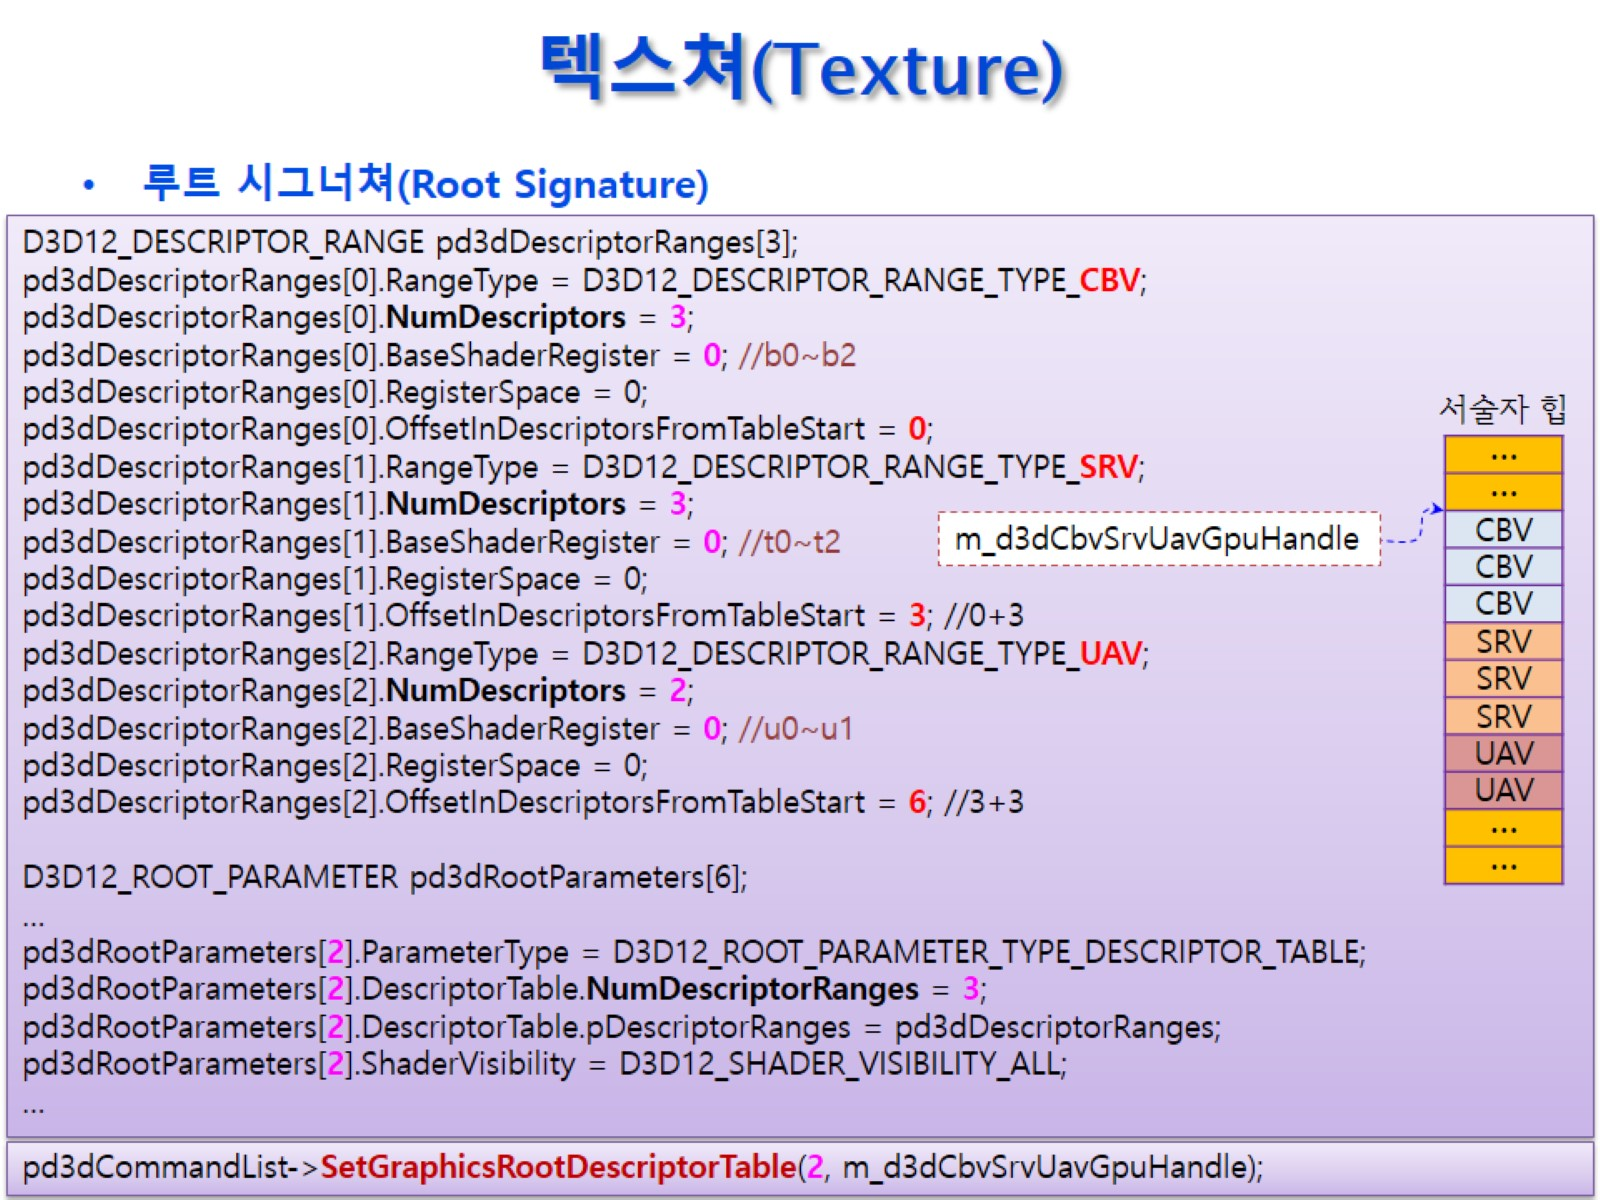 텍스쳐(Texture)
• 루트 시그너쳐(Root Signature)
D3D12_DESCRIPTOR_RANGE pd3dDescriptorRanges[3];
pd3dDescriptorRanges[0].RangeType = D3D12_DESCRIPTOR_RANGE_TYPE_CBV;
pd3dDescriptorRanges[0].NumDescriptors = 3;
pd3dDescriptorRanges[0].BaseShaderRegister = 0; //b0~b2
pd3dDescriptorRanges[0].RegisterSpace = 0;
pd3dDescriptorRanges[0].OffsetInDescriptorsFromTableStart = 0;
pd3dDescriptorRanges[1].RangeType = D3D12_DESCRIPTOR_RANGE_TYPE_SRV;
pd3dDescriptorRanges[1].NumDescriptors = 3;
pd3dDescriptorRanges[1].BaseShaderRegister = 0; //t0~t2
pd3dDescriptorRanges[1].RegisterSpace = 0;
pd3dDescriptorRanges[1].OffsetInDescriptorsFromTableStart = 3; //0+3
pd3dDescriptorRanges[2].RangeType = D3D12_DESCRIPTOR_RANGE_TYPE_UAV;
pd3dDescriptorRanges[2].NumDescriptors = 2;
pd3dDescriptorRanges[2].BaseShaderRegister = 0; //u0~u1
pd3dDescriptorRanges[2].RegisterSpace = 0;
pd3dDescriptorRanges[2].OffsetInDescriptorsFromTableStart = 6; //3+3
D3D12_ROOT_PARAMETER pd3dRootParameters[6];
...
pd3dRootParameters[2].ParameterType = D3D12_ROOT_PARAMETER_TYPE_DESCRIPTOR_TABLE;
pd3dRootParameters[2].DescriptorTable.NumDescriptorRanges = 3;
pd3dRootParameters[2].DescriptorTable.pDescriptorRanges = pd3dDescriptorRanges;
pd3dRootParameters[2].ShaderVisibility = D3D12_SHADER_VISIBILITY_ALL;
...
m_d3dCbvSrvUavGpuHandle
서술자 힙
...
...
CBV
CBV
CBV
SRV
SRV
SRV
UAV
UAV
...
...
pd3dCommandList->SetGraphicsRootDescriptorTable(2, m_d3dCbvSrvUavGpuHandle);